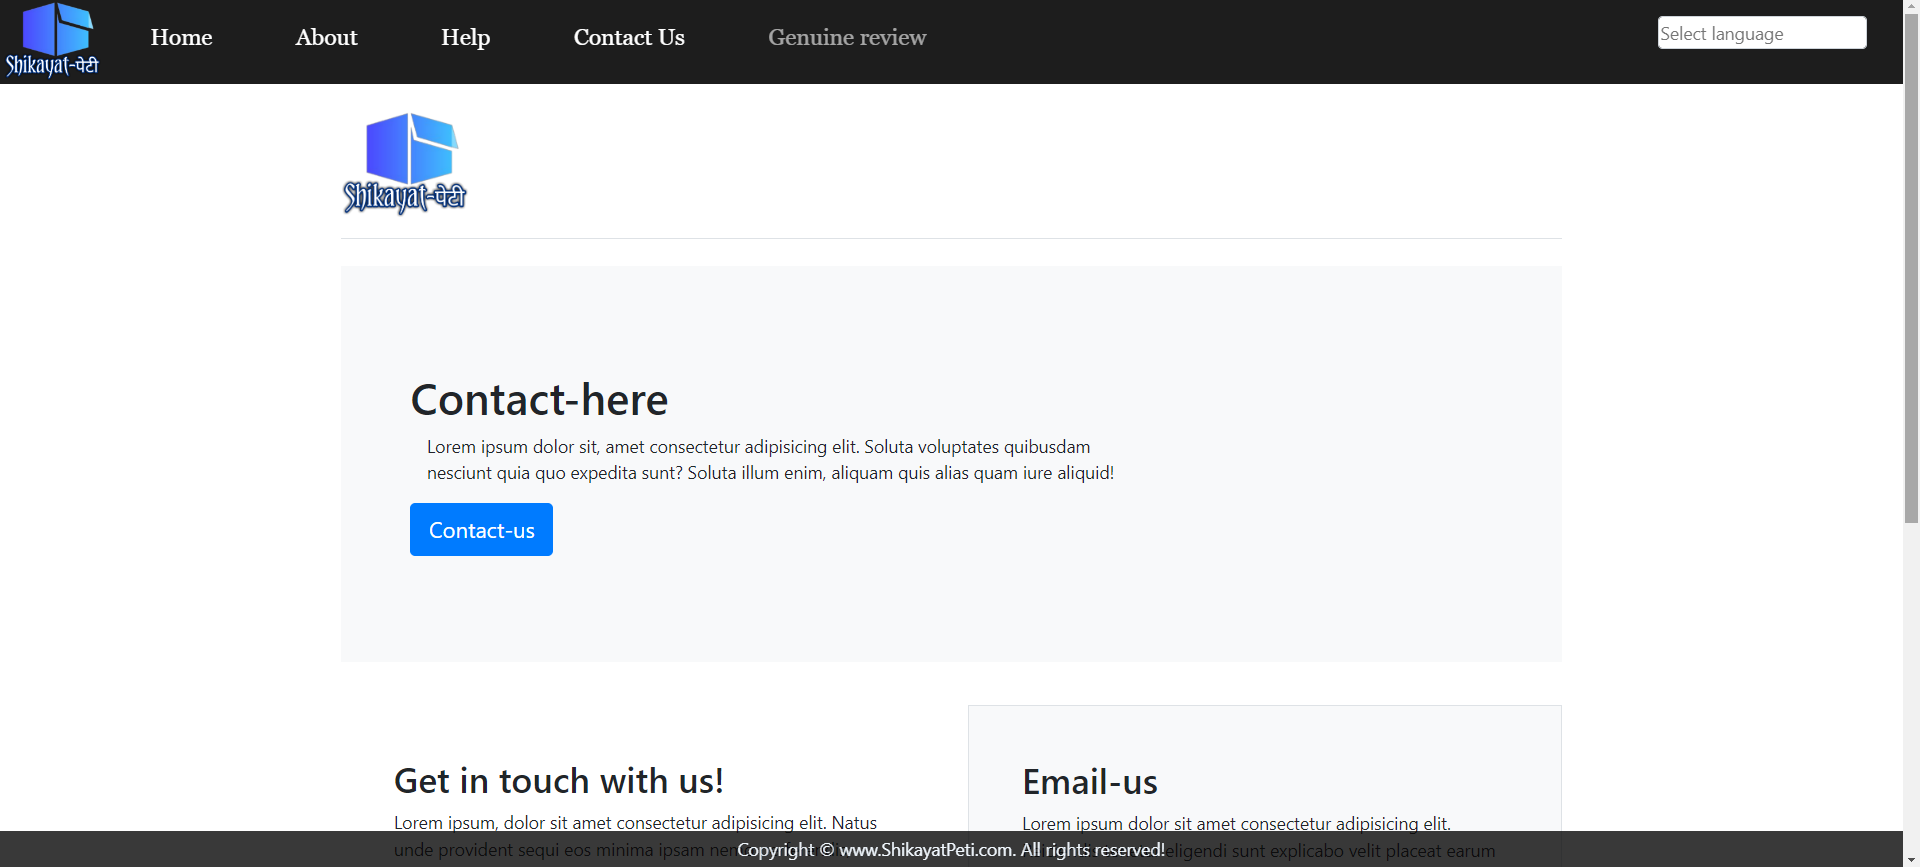 Shikayat-पेटी
Home
About
Help
Contact Us
Genuine review
Select language
Shikayat-पेटी
Contact-here
Lorem ipsum dolor sit, amet consectetur adipisicing elit. Soluta voluptates quibusdam
nesciunt quia quo expedita sunt? Soluta illum enim, aliquam quis alias quam iure aliquid!
Contact-us
Get in touch with us!
Lorem ipsum, dolor sit amet consectetur adipisicing elit. Natus
unde provident sequi eos minima ipsam
Email-us
Lorem ipsum dolor sit amet consectetur adipisicing elit.
eligendi sunt explicabo velit placeat earum
Copyright © www.ShikayatPeti.com. All rights reserved!